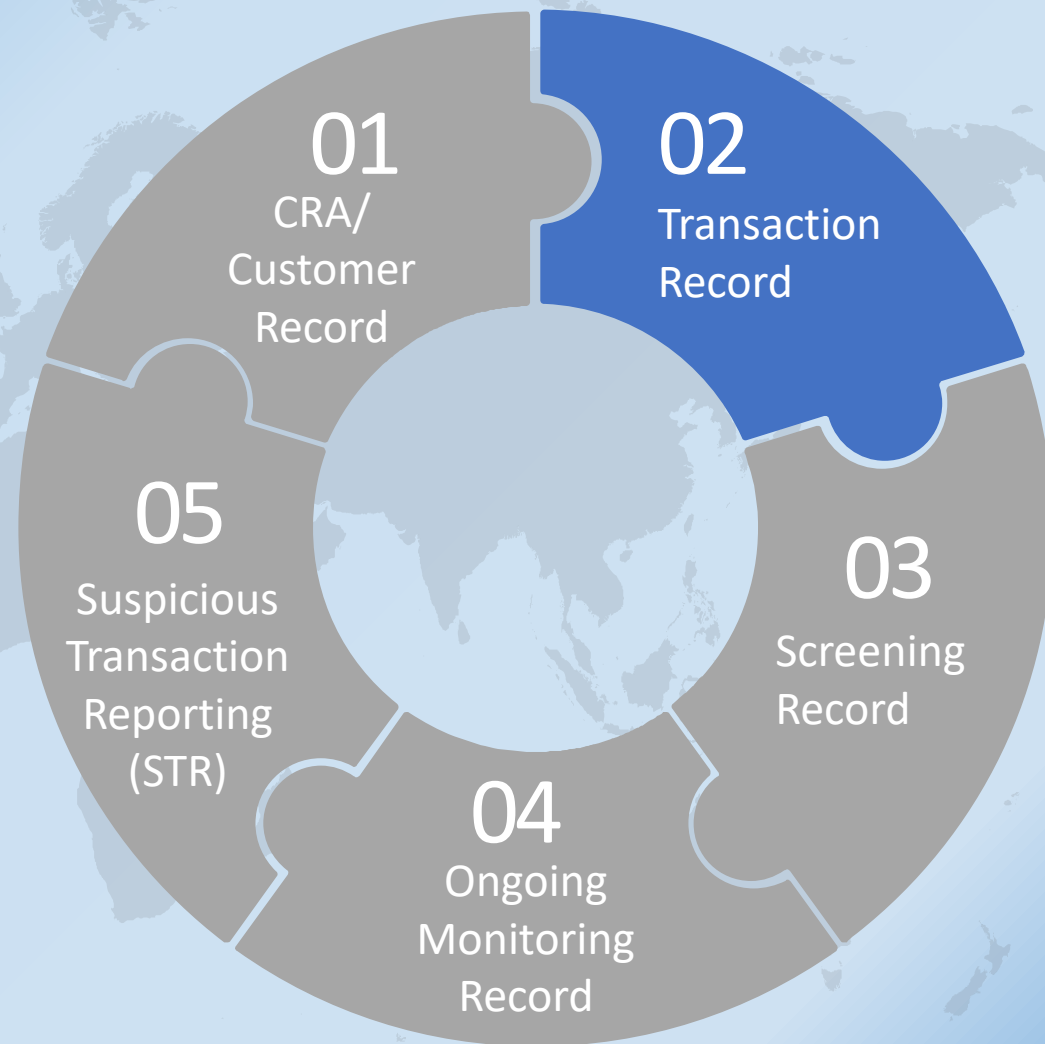 01
CRA/
Customer
Record
02
Transaction
Record
03
Screening
Record
04
Ongoing
Monitoring
Record
05
Suspicious
Transaction
Reporting
(STR)